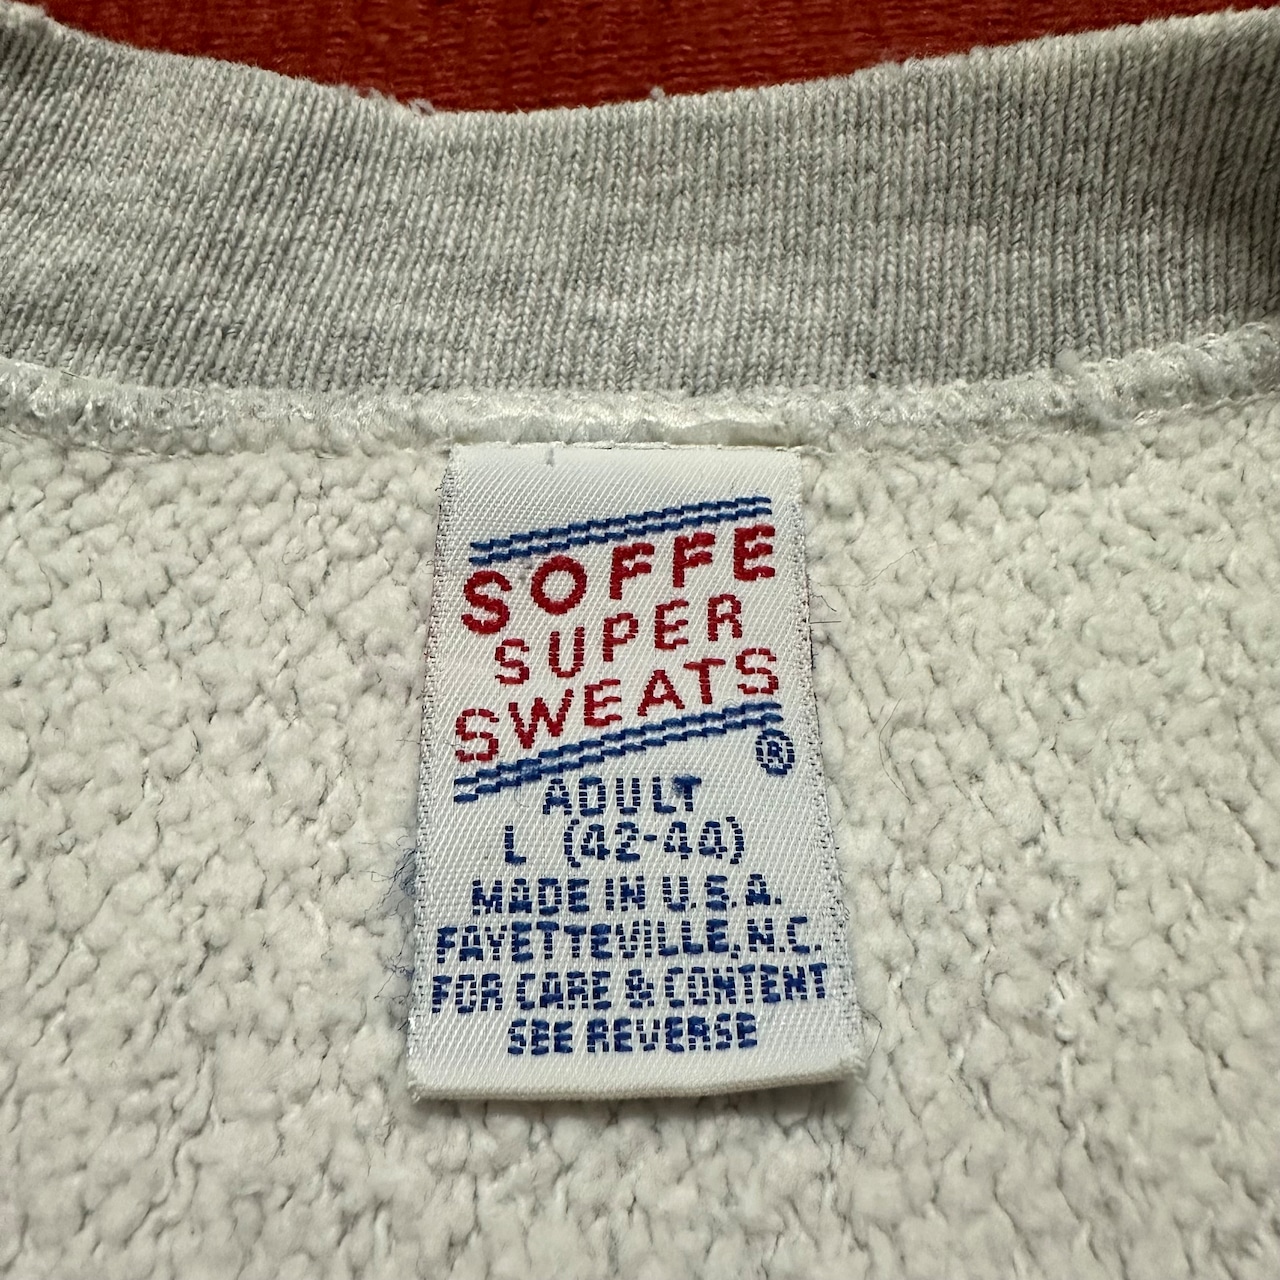 SOFFE
SUPER
SWEATS
®
ADULT
L (42-44)
MADE IN U.S.A.
FAYETTEVILLE, N.C.
FOR CARE & CONTENT
SEE REVERSE